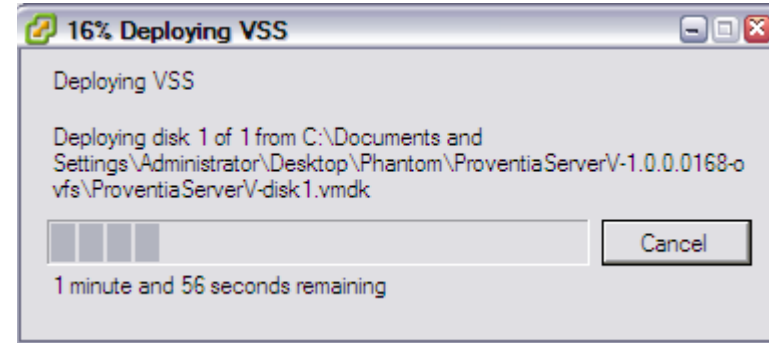 16% Deploying VSS
Deploying VSS
Deploying disk 1 of 1 from C:\Documents and
Settings\Administrator\Desktop\Phantom\ProventiaServerV-1.0.0.0168-o
vfs\ProventiaServerV-disk1.vmdk
Cancel
1 minute and 56 seconds remaining